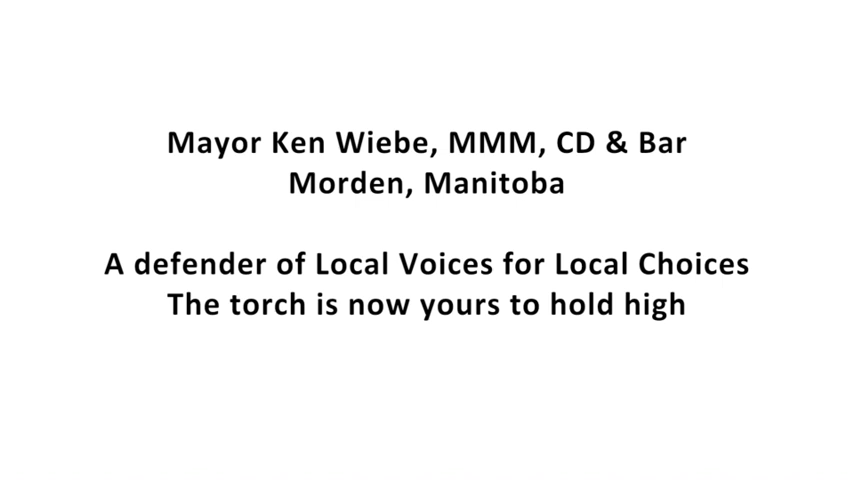 Mayor Ken Wiebe, MMM, CD & Bar
Morden, Manitoba
A defender of Local Voices for Local Choices
The torch is now yours to hold high